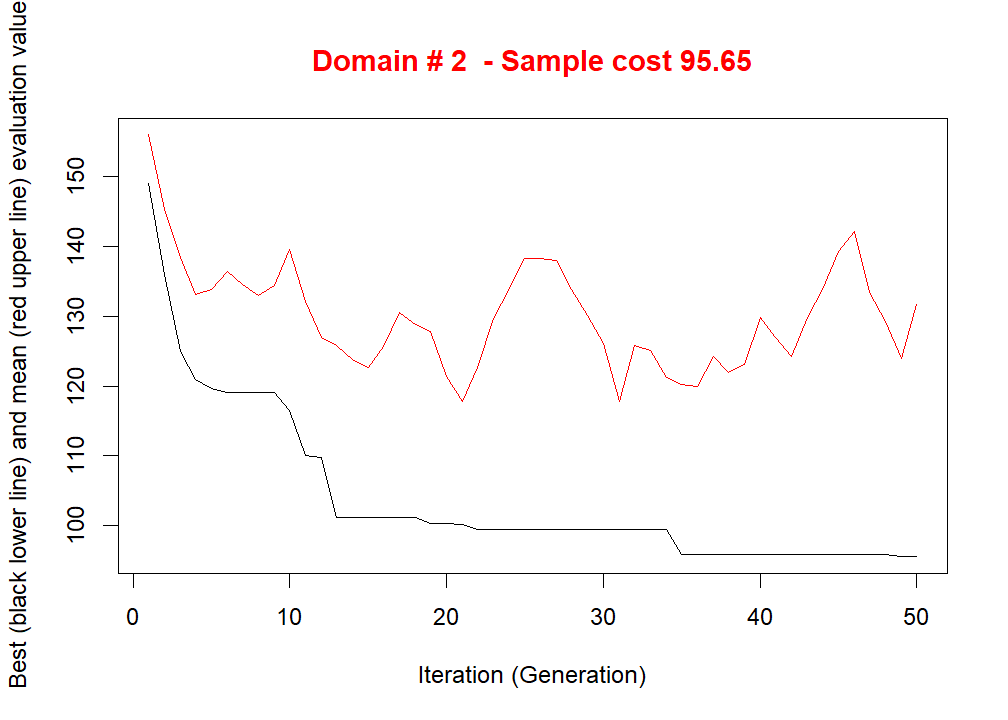 Domain # 2  - Sample cost 95.65
Best (black lower line) and mean (red upper line) evaluation value
150
140
130
120
110
100
0 10 20 30 40 50
Iteration (Generation)